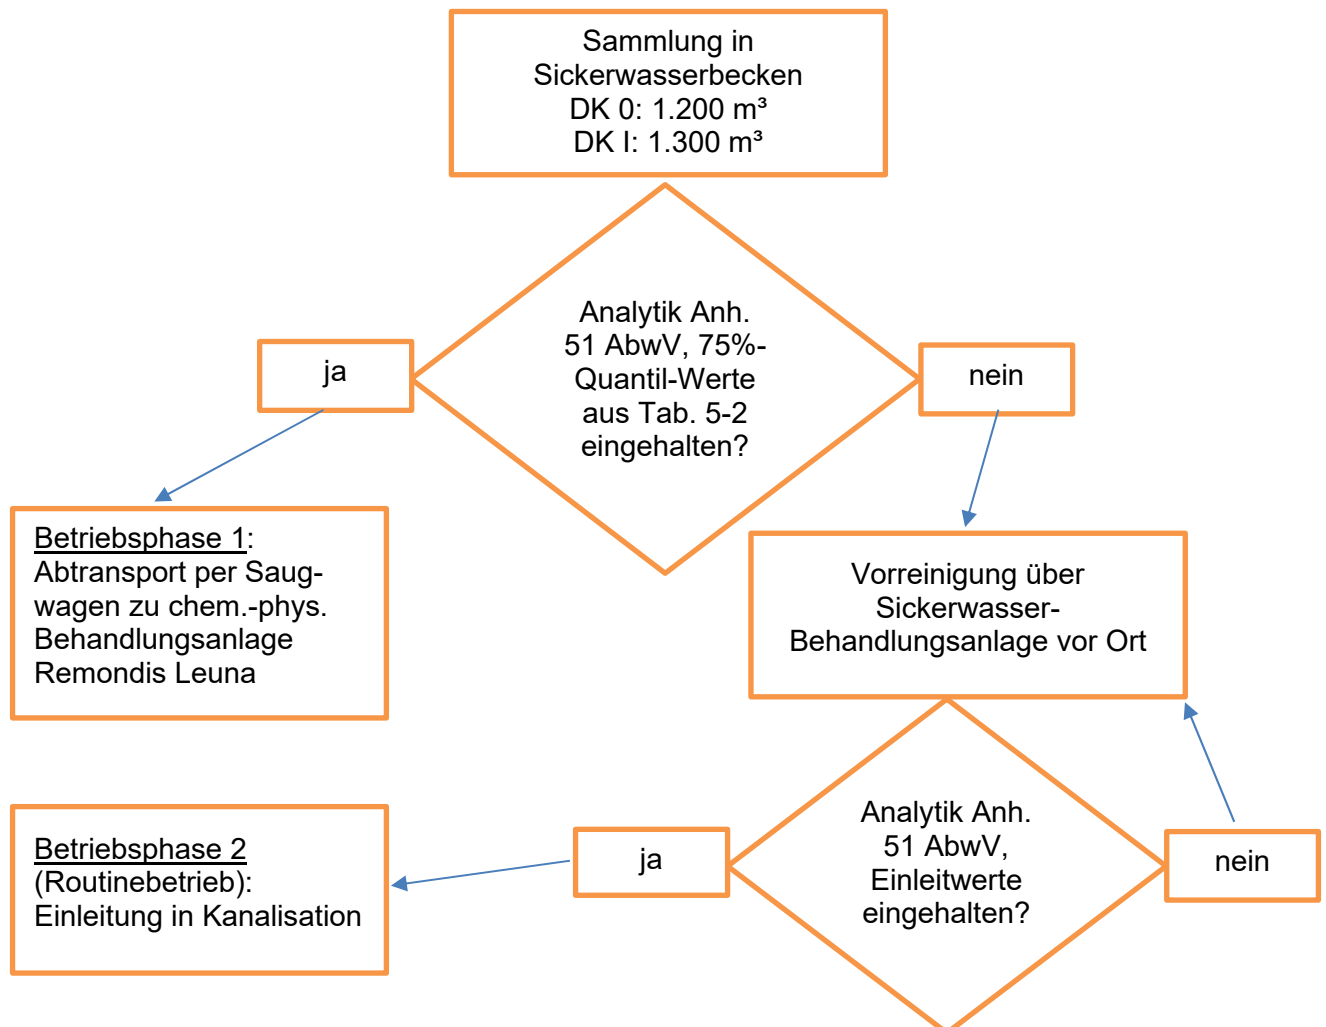 Sammlung in
Sickerwasserbecken
DK 0: 1.200 m³
DK I: 1.300 m³
Analytik Anh.
51 AbwV, 75%-
Quantil-Werte
aus Tab. 5-2
eingehalten?
ja
nein
Betriebsphase 1:
Abtransport per Saug-
wagen zu chem.-phys.
Behandlungsanlage
Remondis Leuna
Vorreinigung über
Sickerwasser-
Behandlungsanlage vor Ort
Analytik Anh.
51 AbwV,
Einleitwerte
eingehalten?
ja
nein
Betriebsphase 2
(Routinebetrieb):
Einleitung in Kanalisation